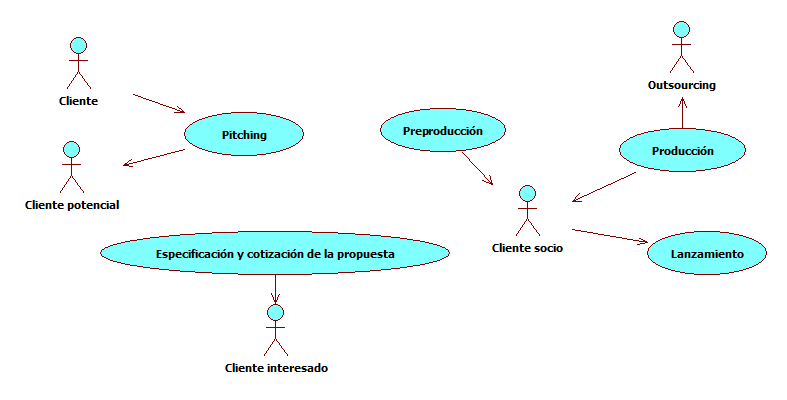 Outsourcing
Cliente
Pitching
Preproducción
Producción
Cliente potencial
Cliente socio
Especificación y cotización de la propuesta
Lanzamiento
Cliente interesado